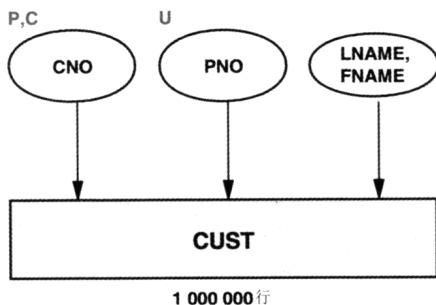 P,C
U
CNO
PNO
LNAME,
FNAME
CUST
1 000 000行